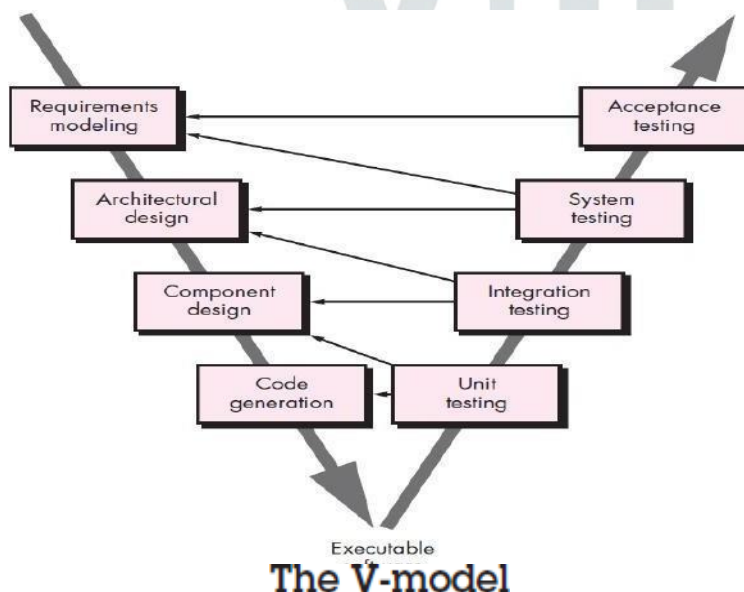 Requirements
modeling
Acceptance
testing
Architectural
design
System
testing
Component
design
Integration
testing
Code
generation
Unit
testing
Executable
The V-model